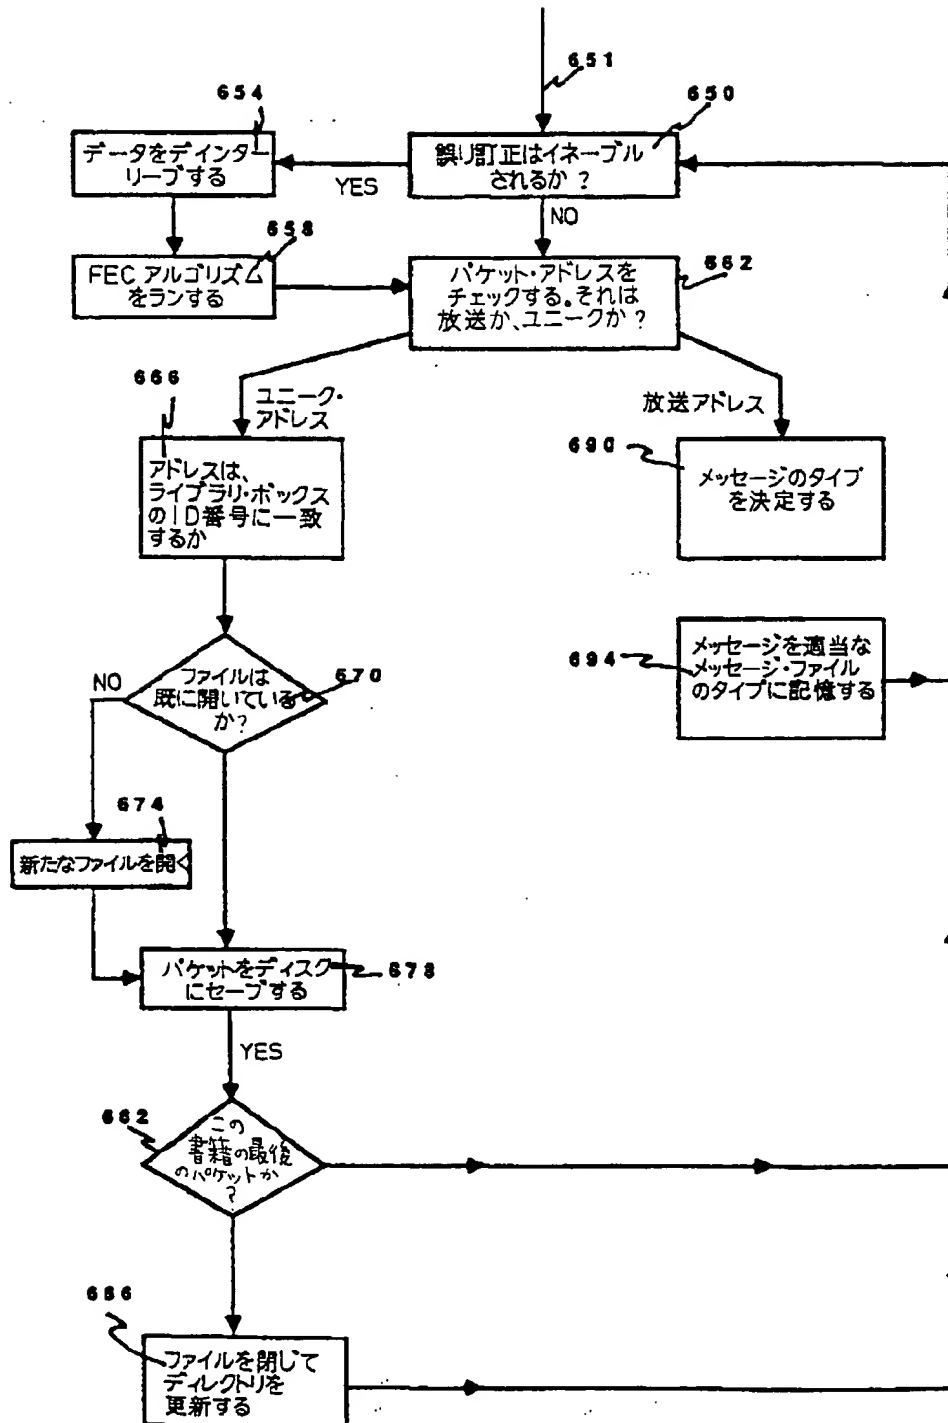 651
654
650
データをデインター
リーブする
YES
誤り訂正はイネーブル
されるか？
NO
658
FEC アルゴリズム
をランする
662
パケット・アドレスを
チェックする。それは
放送か、ユニークか？
666
ユニーク・
アドレス
放送アドレス
アドレスは、
ライブラリ・ボックス
のID番号に一致
するか
690
メッセージのタイプ
を決定する
694
メッセージを適当な
メッセージ・ファイル
のタイプに記憶する
NO
ファイルは
既に開いている
か？
670
674
新たなファイルを開く
パケットをディスク
にセーブする
678
YES
662
この
書籍の最後
のパケットか
？
686
ファイルを閉じて
ディレクトリを
更新する